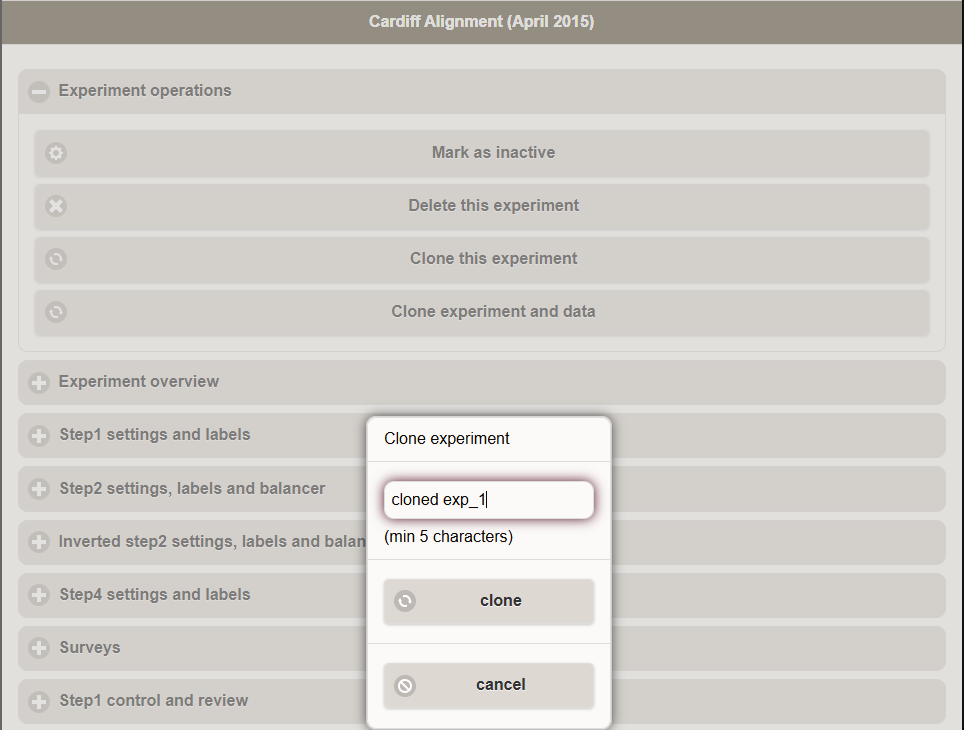 Cardiff Alignment (April 2015)
Experiment operations
Mark as inactive
Delete this experiment
Clone this experiment
Clone experiment and data
Experiment overview
Step1 settings and labels
Step2 settings, labels and balancer
Inverted step2 settings, labels and balan
Step4 settings and labels
Surveys
Step1 control and review
Clone experiment
cloned exp_1
(min 5 characters)
clone
cancel